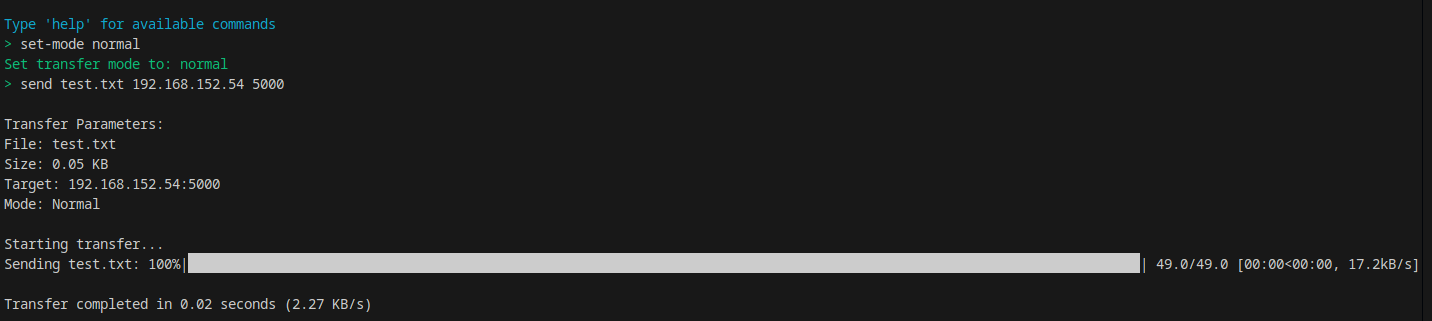 Type 'help' for available commands
> set-mode normal
Set transfer mode to: normal
> send test.txt 192.168.152.54 5000
Transfer Parameters:
File: test.txt
Size: 0.05 KB
Target: 192.168.152.54:5000
Mode: Normal
Starting transfer...
Sending test.txt: 100%| | 49.0/49.0 [00:00<00:00, 17.2kB/s]
Transfer completed in 0.02 seconds (2.27 KB/s)